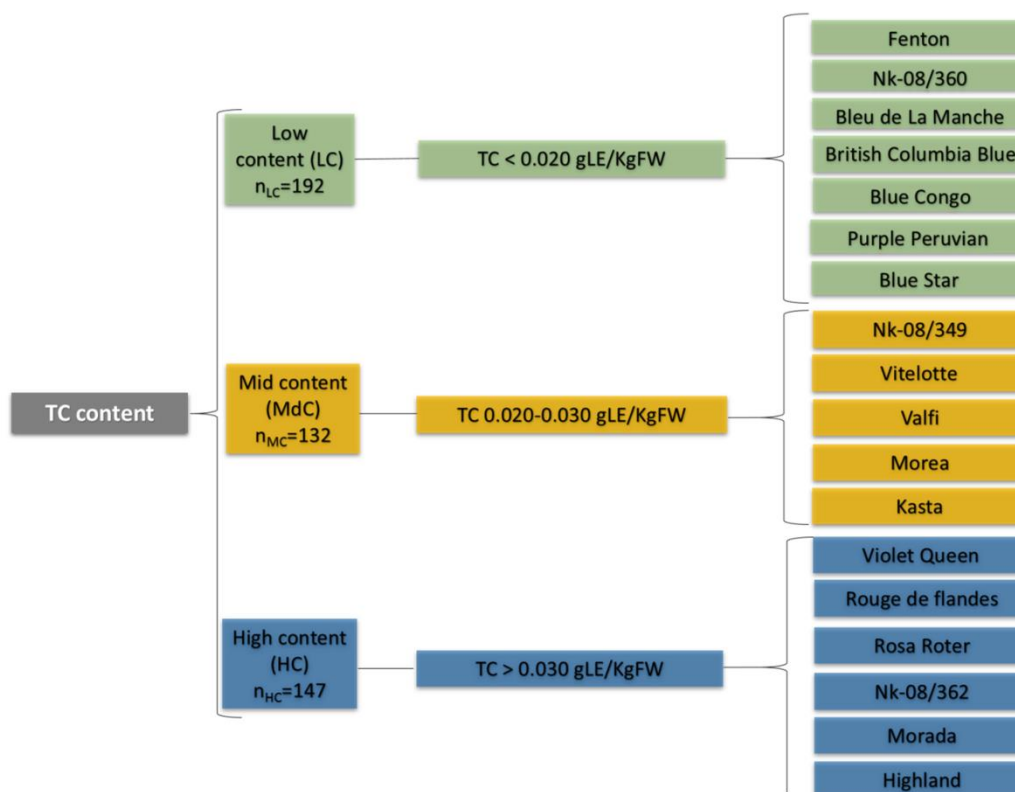 TC content
Low
content (LC)
nLC=192
TC < 0.020 gLE/KgFW
Fenton
Nk-08/360
Bleu de La Manche
British Columbia Blue
Blue Congo
Purple Peruvian
Blue Star
Mid content
(MdC)
nMC=132
TC 0.020-0.030 gLE/KgFW
Nk-08/349
Vitelotte
Valfi
Morea
Kasta
High content
(HC)
nHC=147
TC > 0.030 gLE/KgFW
Violet Queen
Rouge de flandes
Rosa Roter
Nk-08/362
Morada
Highland